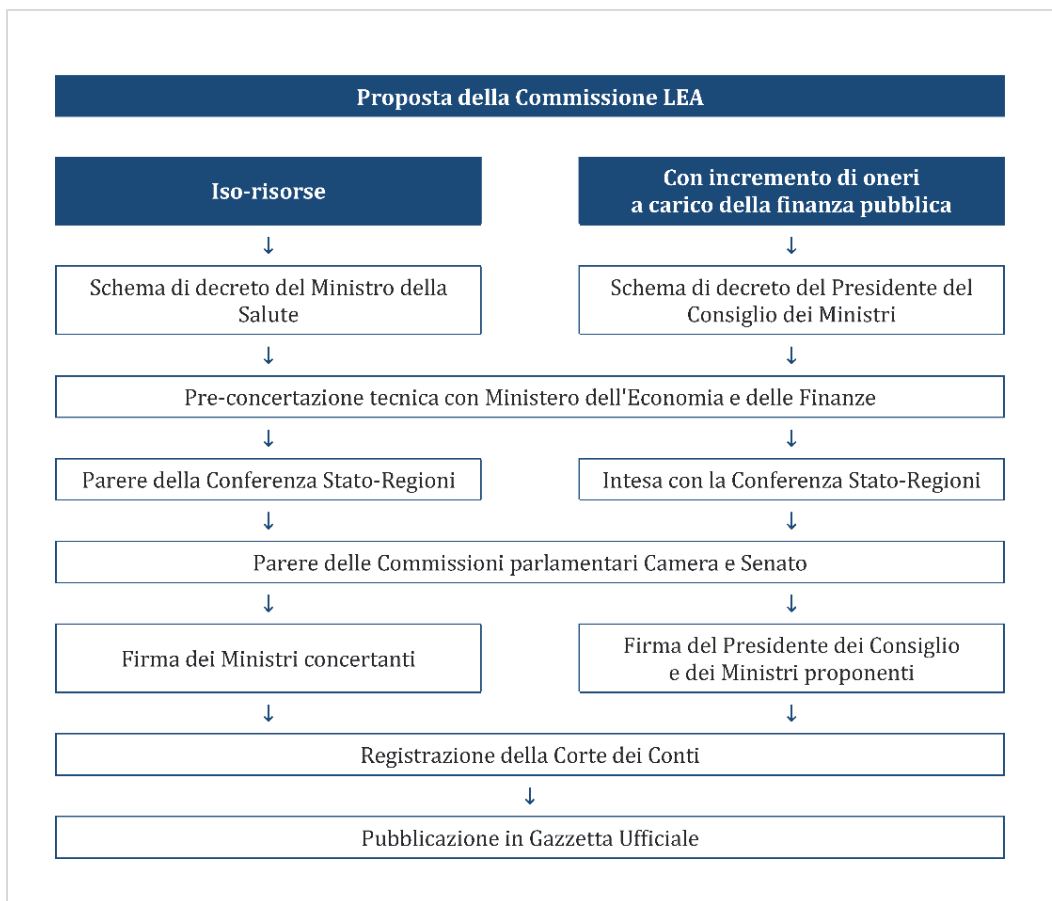 Proposta della Commissione LEA
Iso-risorse
Con incremento di oneri
a carico della finanza pubblica
↓
↓
Schema di decreto del Ministro della
Salute
Schema di decreto del Presidente del
Consiglio dei Ministri
↓
↓
Pre-concertazione tecnica con Ministero dell'Economia e delle Finanze
↓
↓
Parere della Conferenza Stato-Regioni
Intesa con la Conferenza Stato-Regioni
↓
↓
Parere delle Commissioni parlamentari Camera e Senato
↓
↓
Firma dei Ministri concertanti
Firma del Presidente dei Consiglio
e dei Ministri proponenti
↓
↓
Registrazione della Corte dei Conti
↓
Pubblicazione in Gazzetta Ufficiale